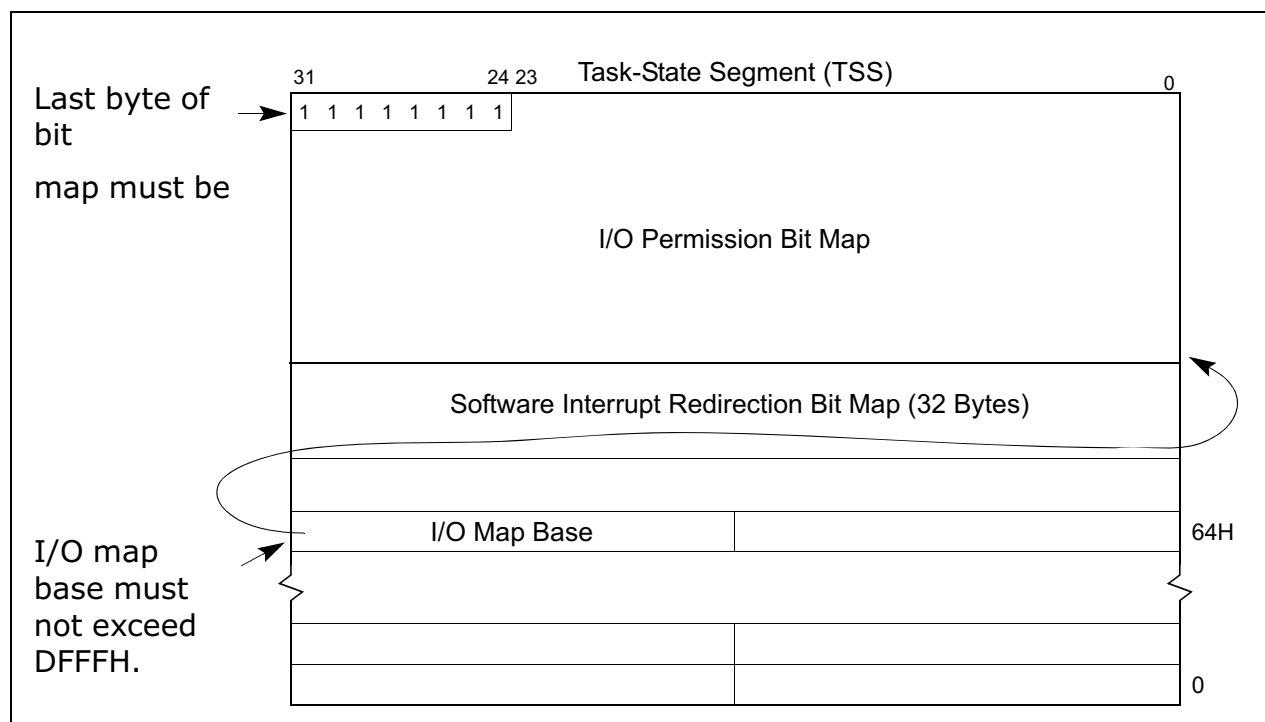 Task-State Segment (TSS)
31
24 23
0
Last byte of
bit
map must be
1 1 1 1 1 1 1 1
I/O Permission Bit Map
Software Interrupt Redirection Bit Map (32 Bytes)
I/O Map Base
64H
I/O map
base must
not exceed
DFFFH.
0